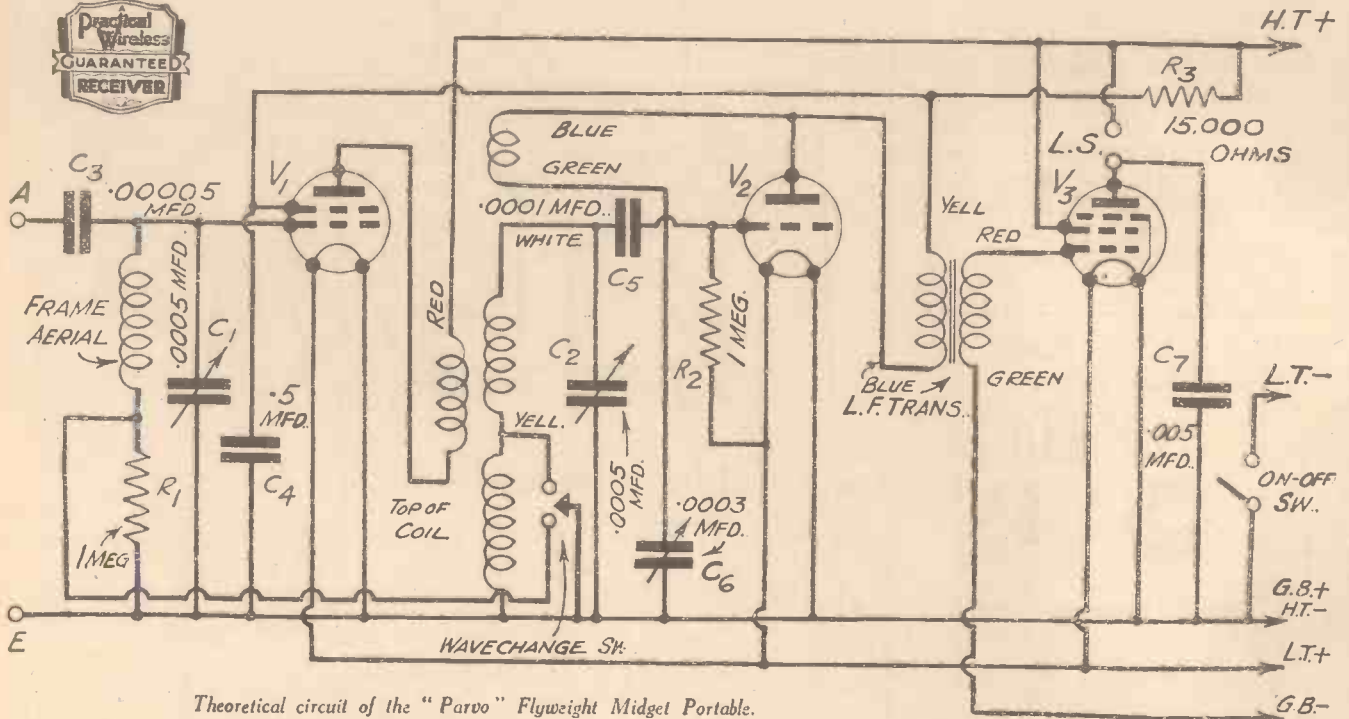 A
Practical
Wireless
GUARANTEED
RECEIVER
H.T+
R3
15.000
OHMS
L.S.
BLUE
GREEN
C3
.00005
MFD.
A
V1
V2
V3
.0001 MFD.
WHITE
C5
YELL
RED
FRAME
AERIAL
.0005 MFD.
C1
RED
C2
R2
1 MEG.
BLUE
L.F. TRANS.
GREEN
C7
L.T.-
.5
MFD.
C4
YELL.
.0005
MFD.
.005
MFD.
ON-OFF
SW.
R1
1 MEG
TOP OF
COIL
.0003
MFD.
C6
G.B.+
H.T.-
E
WAVECHANGE SW.
L.T.+
Theoretical circuit of the "Parvo" Flyweight Midget Portable.
G.B.-